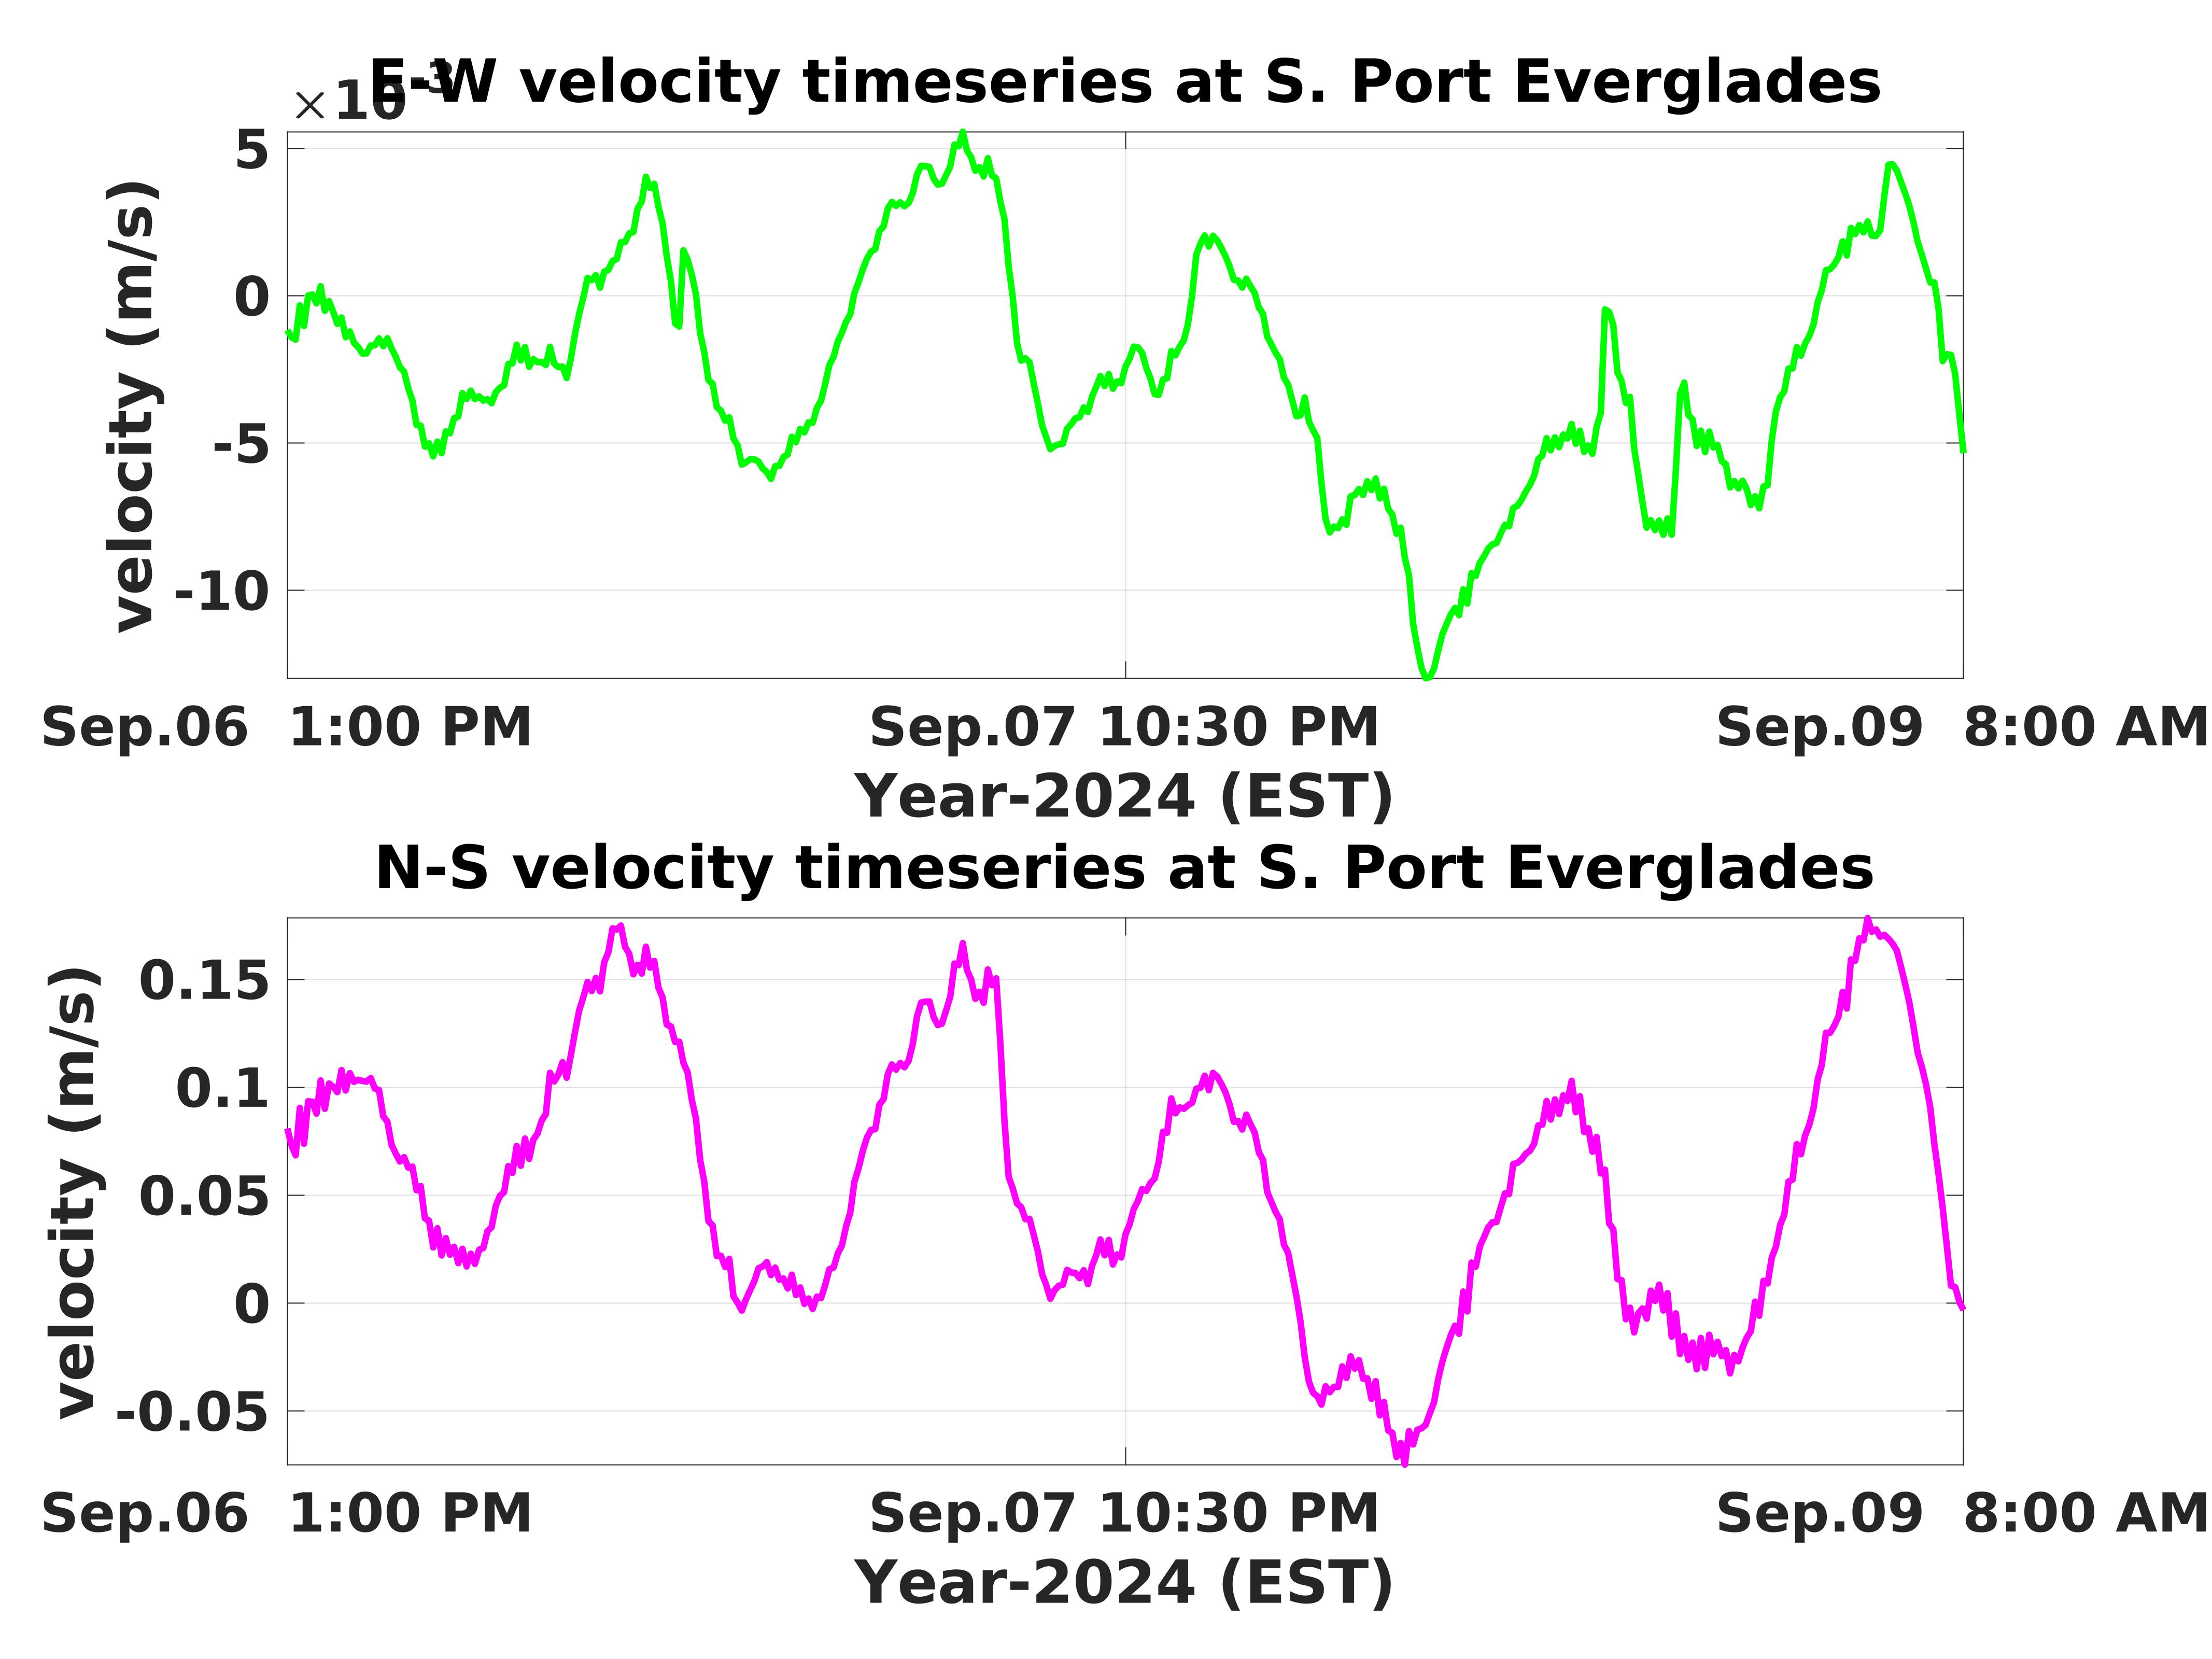 E-W velocity timeseries at S. Port Everglades
×10-3
velocity (m/s)
5
0
-5
-10
Sep.06 1:00 PM
Sep.07 10:30 PM
Sep.09 8:00 AM
Year-2024 (EST)
N-S velocity timeseries at S. Port Everglades
velocity (m/s)
0.15
0.1
0.05
0
-0.05
Sep.06 1:00 PM
Sep.07 10:30 PM
Sep.09 8:00 AM
Year-2024 (EST)